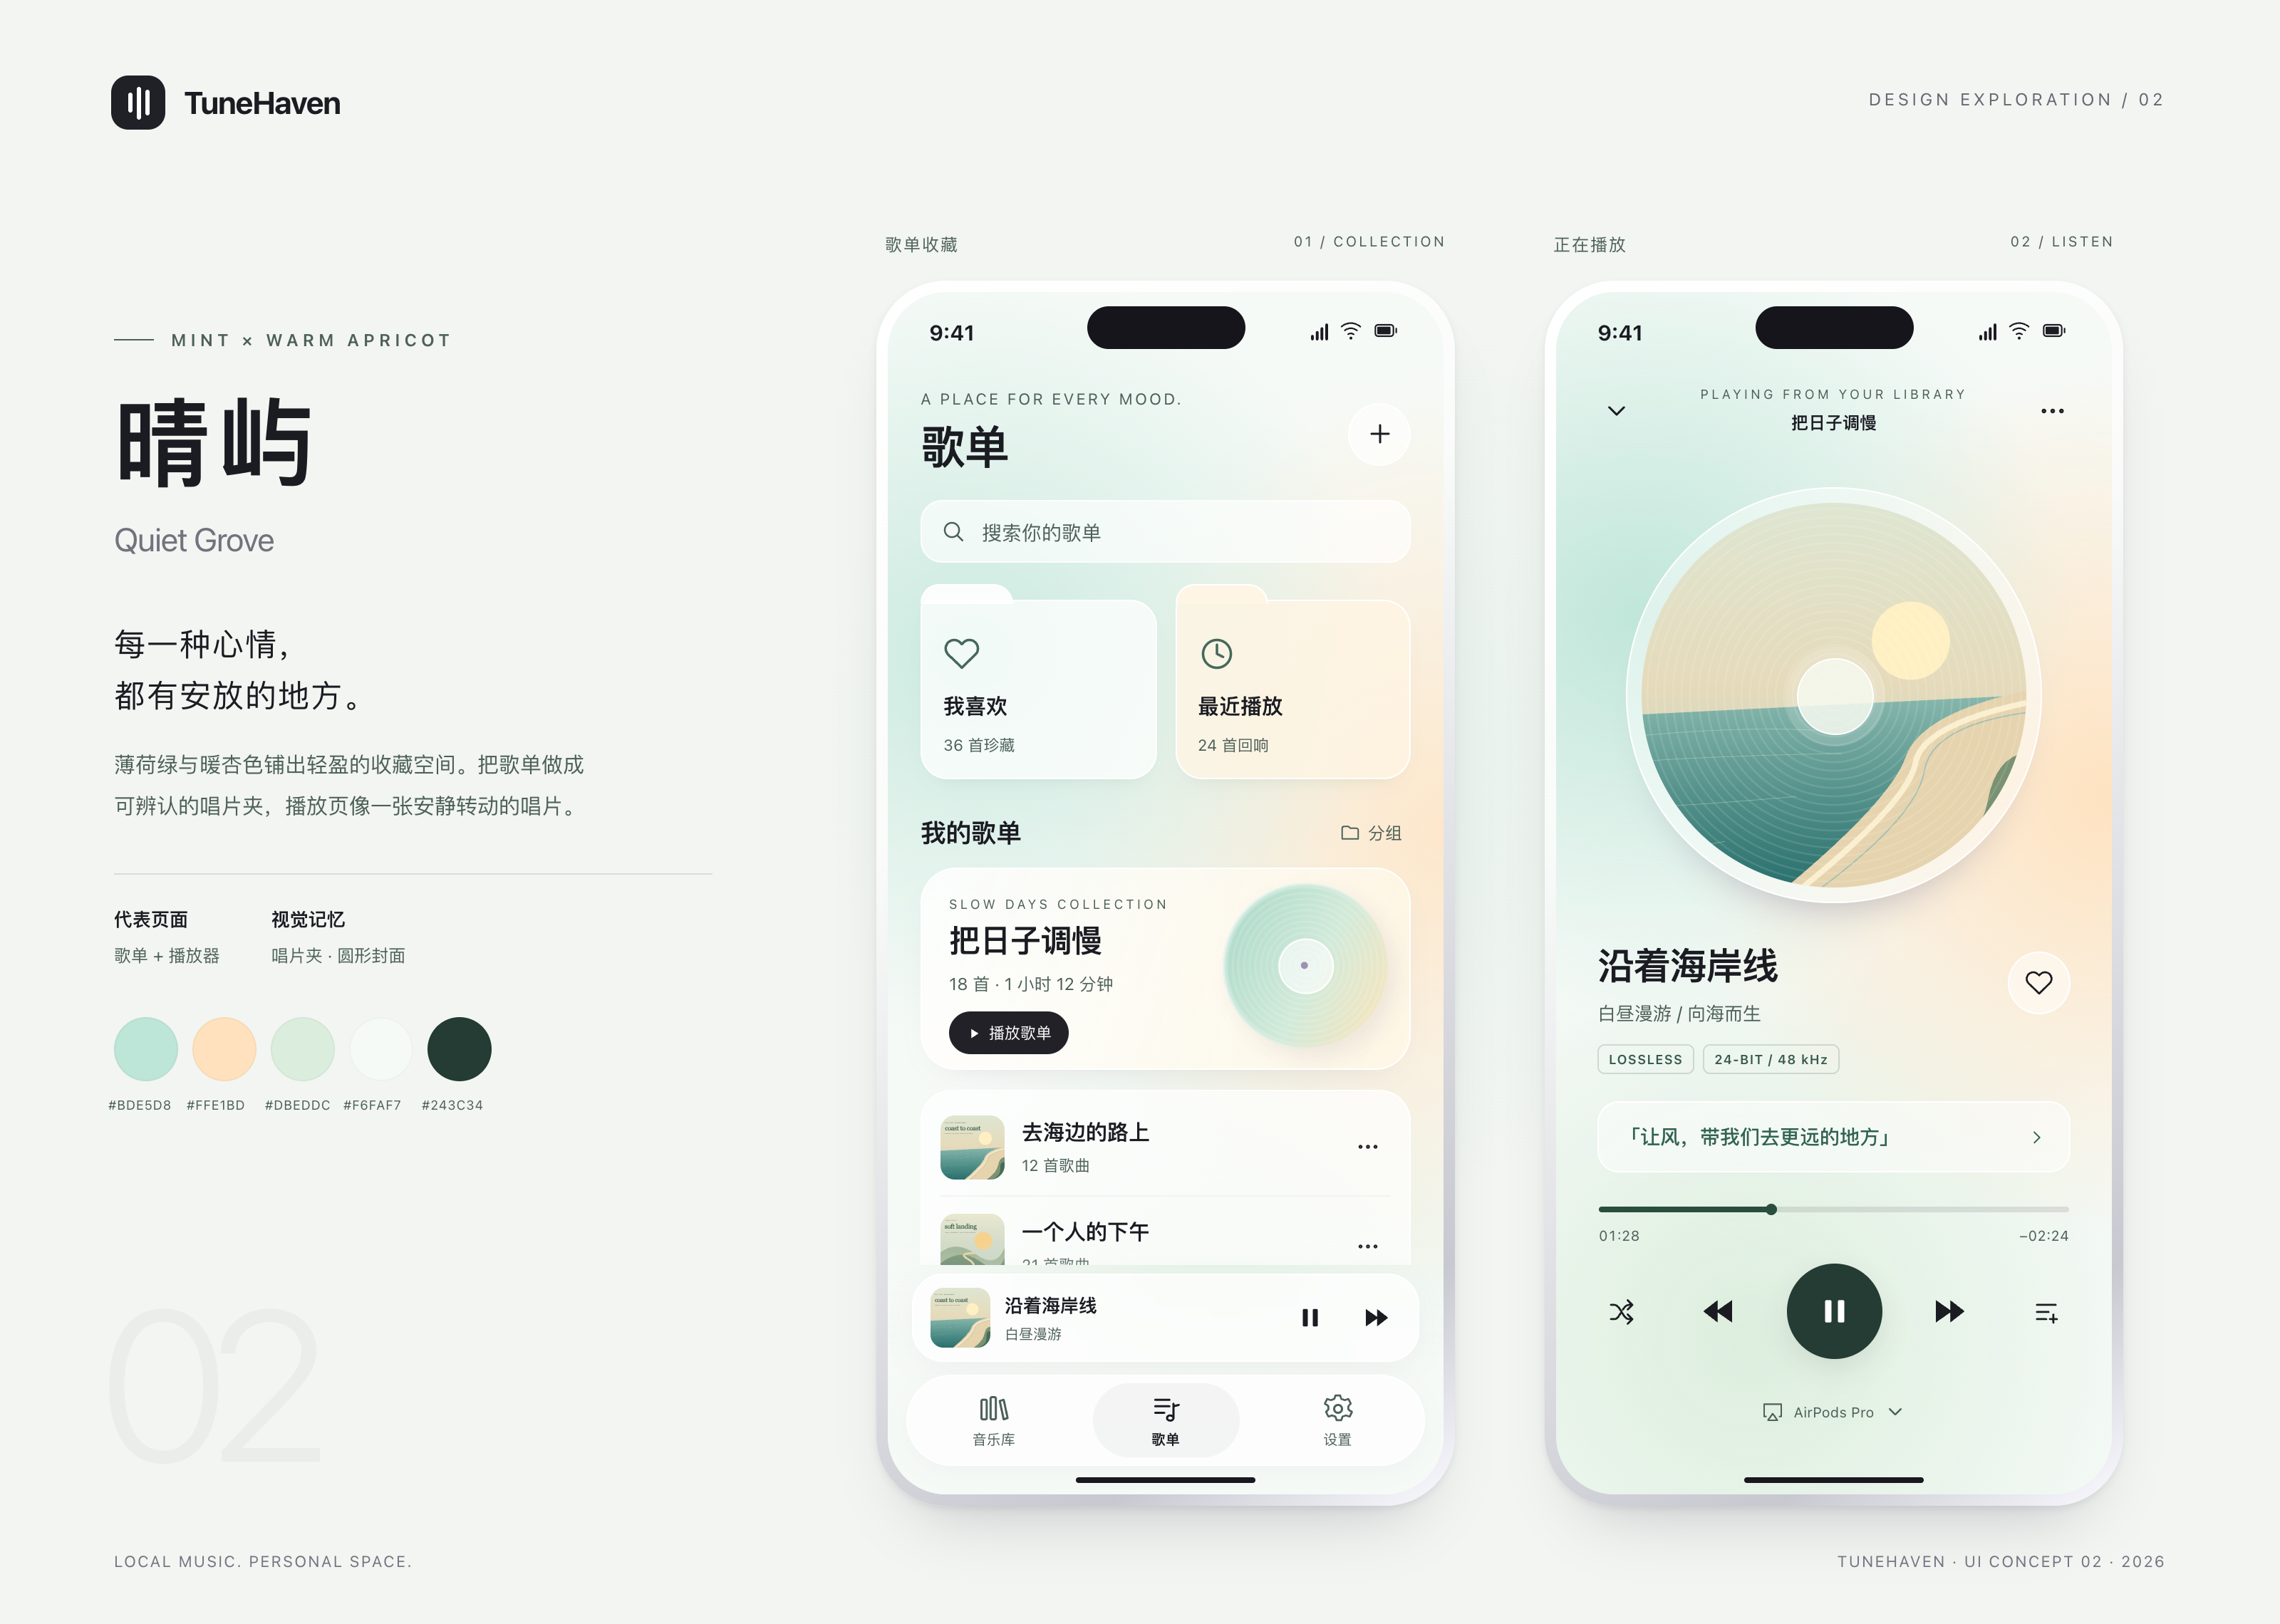 TuneHaven
DESIGN EXPLORATION / 02
MINT × WARM APRICOT
晴屿
Quiet Grove
每一种心情，
都有安放的地方。
薄荷绿与暖杏色铺出轻盈的收藏空间。把歌单做成
可辨认的唱片夹，播放页像一张安静转动的唱片。
代表页面
歌单 + 播放器
视觉记忆
唱片夹 · 圆形封面
#BDE5D8
#FFE1BD
#DBEDDC
#F6FAF7
#243C34
02
LOCAL MUSIC. PERSONAL SPACE.
歌单收藏
01 / COLLECTION
9:41
A PLACE FOR EVERY MOOD.
歌单
搜索你的歌单
我喜欢
36 首珍藏
最近播放
24 首回响
我的歌单
分组
SLOW DAYS COLLECTION
把日子调慢
18 首 · 1 小时 12 分钟
播放歌单
coast to coast
去海边的路上
12 首歌曲
soft landing
一个人的下午
21 首歌曲
coast to coast
沿着海岸线
白昼漫游
音乐库
歌单
设置
正在播放
02 / LISTEN
9:41
PLAYING FROM YOUR LIBRARY
把日子调慢
沿着海岸线
白昼漫游 / 向海而生
LOSSLESS
24-BIT / 48 kHz
「让风，带我们去更远的地方」
01:28
–02:24
AirPods Pro
TUNEHAVEN · UI CONCEPT 02 · 2026